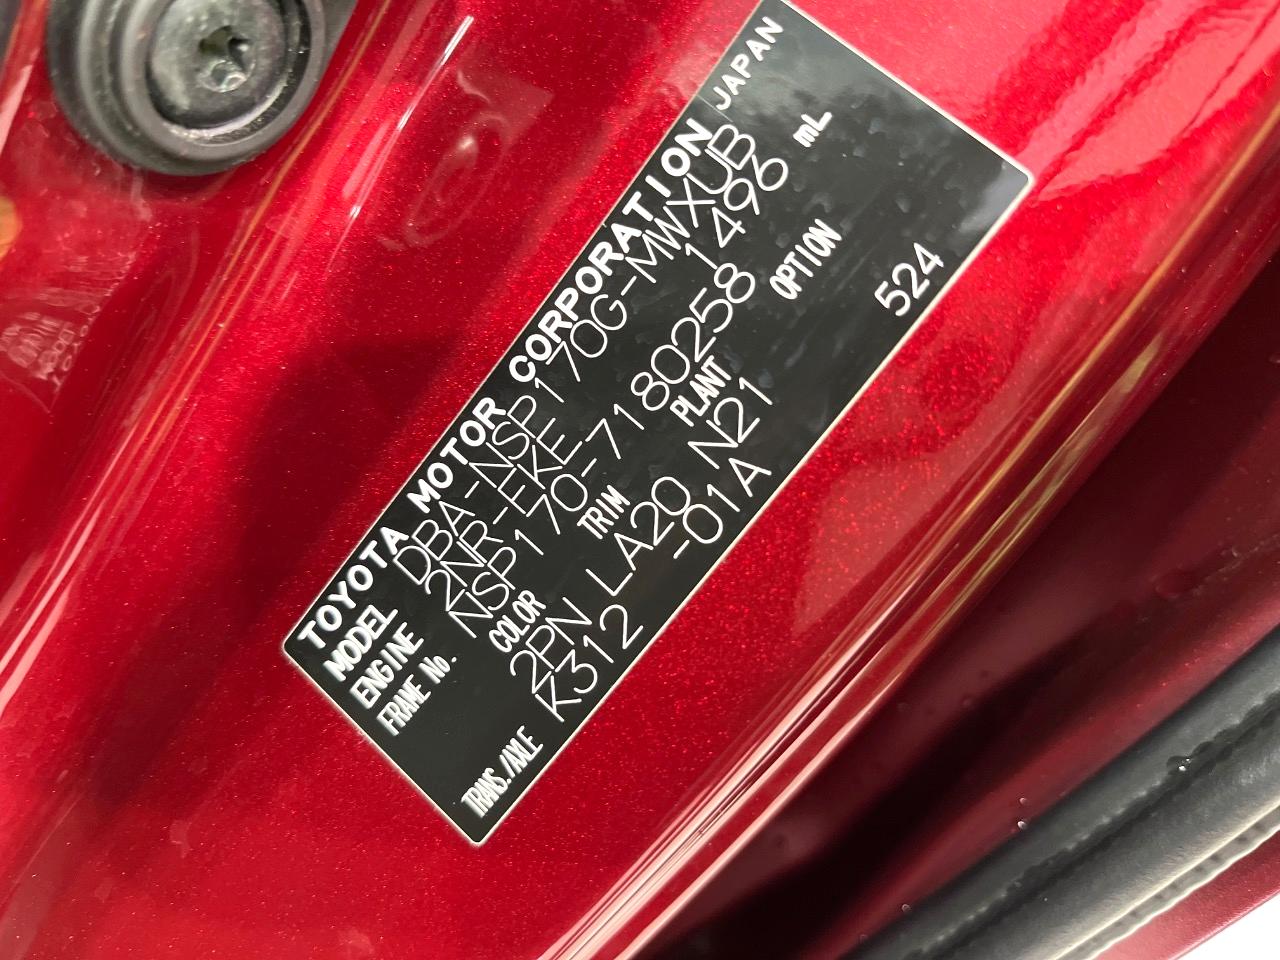 TOYOTA MOTOR CORPORATION JAPAN
MODEL DBA-NSP170G-MWXUB
ENGINE 2NR-FKE 1496 mL
FRAME No. NSP170-7180258
COLOR TRIM PLANT OPTION
2PN LA20 N21 524
TRANS./AXLE K312 -01A